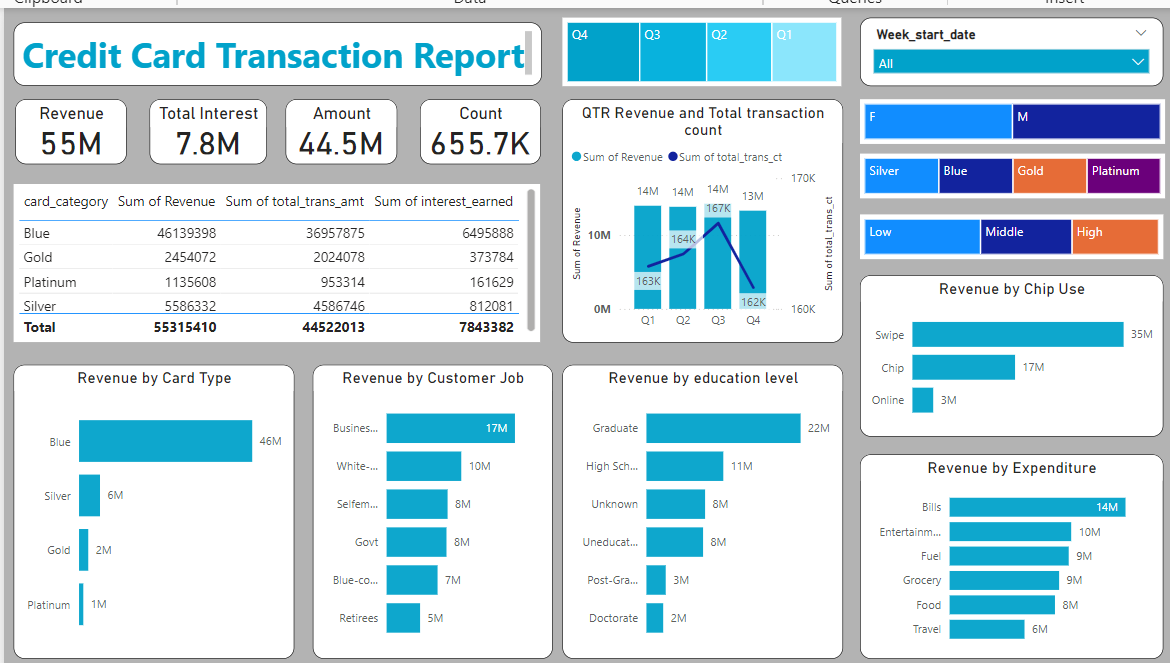 Clipboard Data Queries Insert
Credit Card Transaction Report
Q4 Q3 Q2 Q1
Week_start_date
All
Revenue
55M
Total Interest
7.8M
Amount
44.5M
Count
655.7K
F M
Silver Blue Gold Platinum
Low Middle High
card_category Sum of Revenue Sum of total_trans_amt Sum of interest_earned
Blue 46139398 36957875 6495888
Gold 2454072 2024078 373784
Platinum 1135608 953314 161629
Silver 5586332 4586746 812081
Total 55315410 44522013 7843382
QTR Revenue and Total transaction
count
Sum of Revenue Sum of total_trans_ct
Sum of Revenue
10M
0M
14M 14M 14M 13M
163K 164K 167K 162K
170K
160K
Sum of total_trans_ct
Q1 Q2 Q3 Q4
Revenue by Chip Use
Swipe 35M
Chip 17M
Online 3M
Revenue by Card Type
Blue 46M
Silver 6M
Gold 2M
Platinum 1M
Revenue by Customer Job
Busines... 17M
White-... 10M
Selfem... 8M
Govt 8M
Blue-co... 7M
Retirees 5M
Revenue by education level
Graduate 22M
High Sch... 11M
Unknown 8M
Uneducat... 8M
Post-Gra... 3M
Doctorate 2M
Revenue by Expenditure
Bills 14M
Entertainm... 10M
Fuel 9M
Grocery 9M
Food 8M
Travel 6M